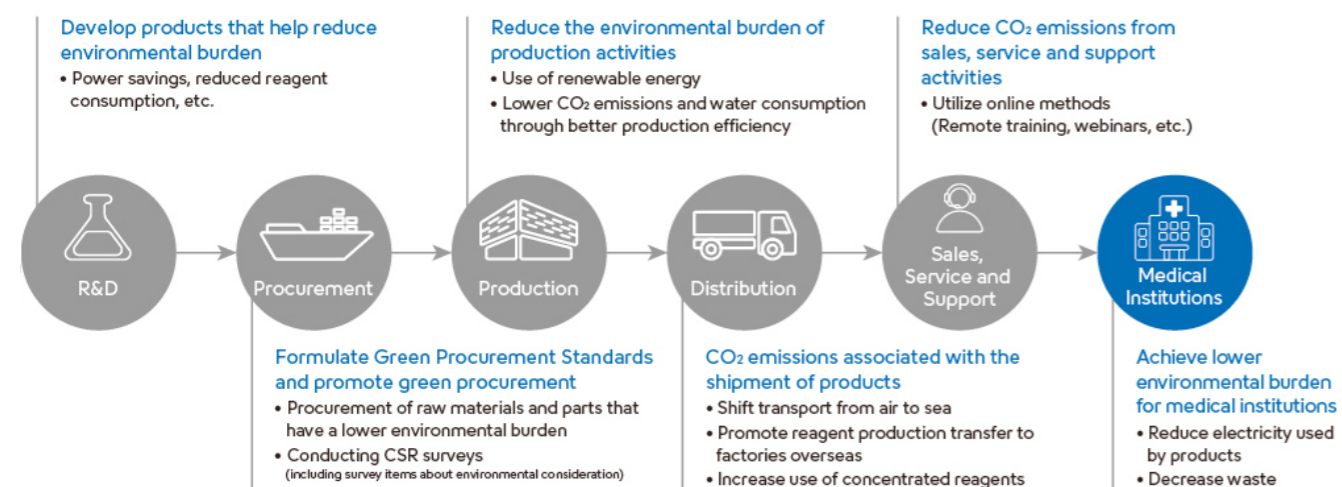 Develop products that help reduce
environmental burden
• Power savings, reduced reagent
consumption, etc.
Reduce the environmental burden of
production activities
• Use of renewable energy
• Lower CO₂ emissions and water consumption
through better production efficiency
Reduce CO₂ emissions from
sales, service and support
activities
• Utilize online methods
(Remote training, webinars, etc.)
R&D
Procurement
Production
Distribution
Sales,
Service and
Support
Medical
Institutions
Formulate Green Procurement Standards
and promote green procurement
• Procurement of raw materials and parts that
have a lower environmental burden
• Conducting CSR surveys
(including survey items about environmental consideration)
CO₂ emissions associated with the
shipment of products
• Shift transport from air to sea
• Promote reagent production transfer to
factories overseas
• Increase use of concentrated reagents
Achieve lower
environmental burden
for medical institutions
• Reduce electricity used
by products
• Decrease waste